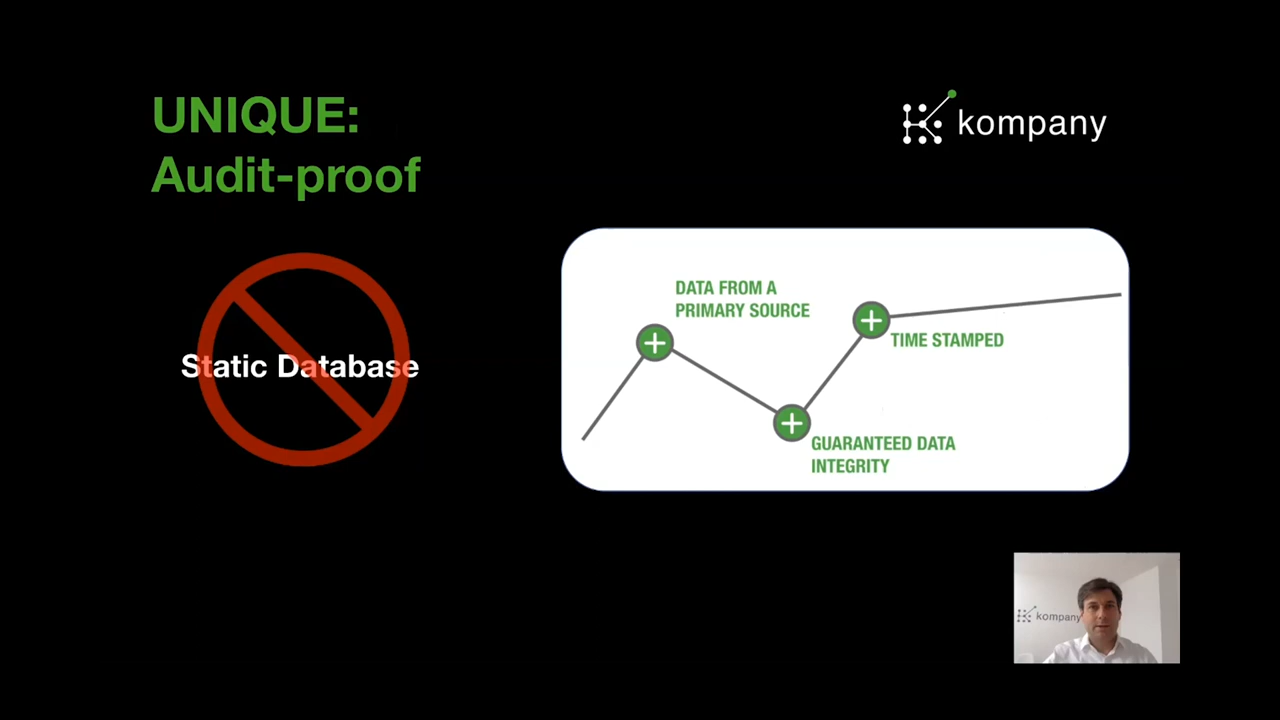 UNIQUE:
Audit-proof
kompany
Static Database
DATA FROM A
PRIMARY SOURCE
TIME STAMPED
GUARANTEED DATA
INTEGRITY
kompany